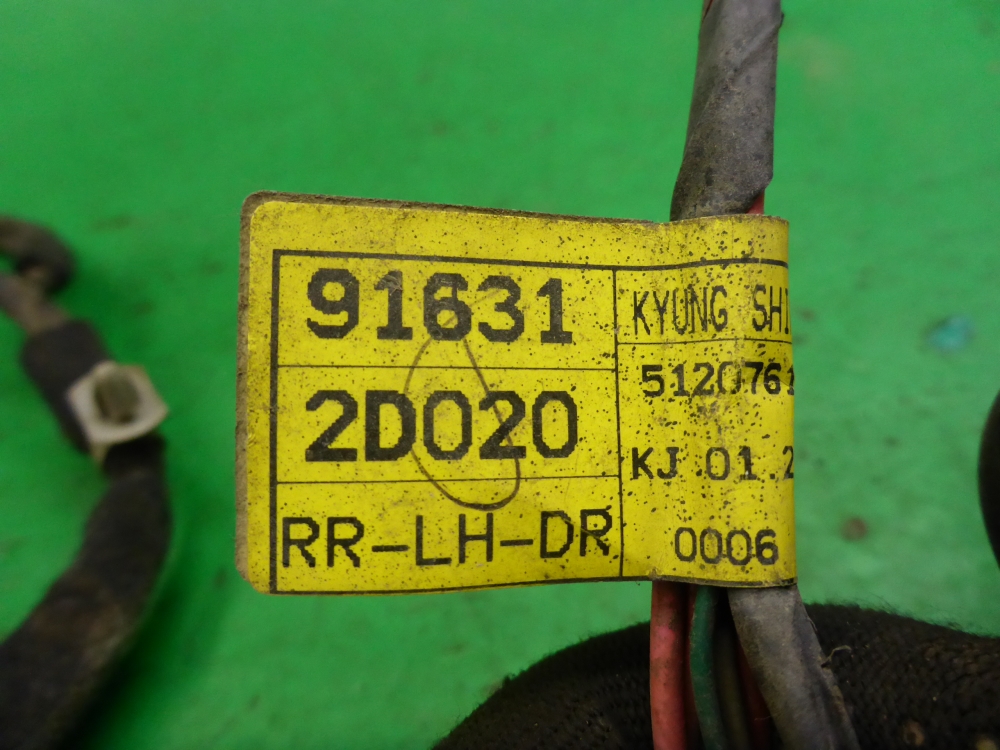 91631
2D020
RR-LH-DR
KYUNG SHI
512076
KJ 01 2
0006